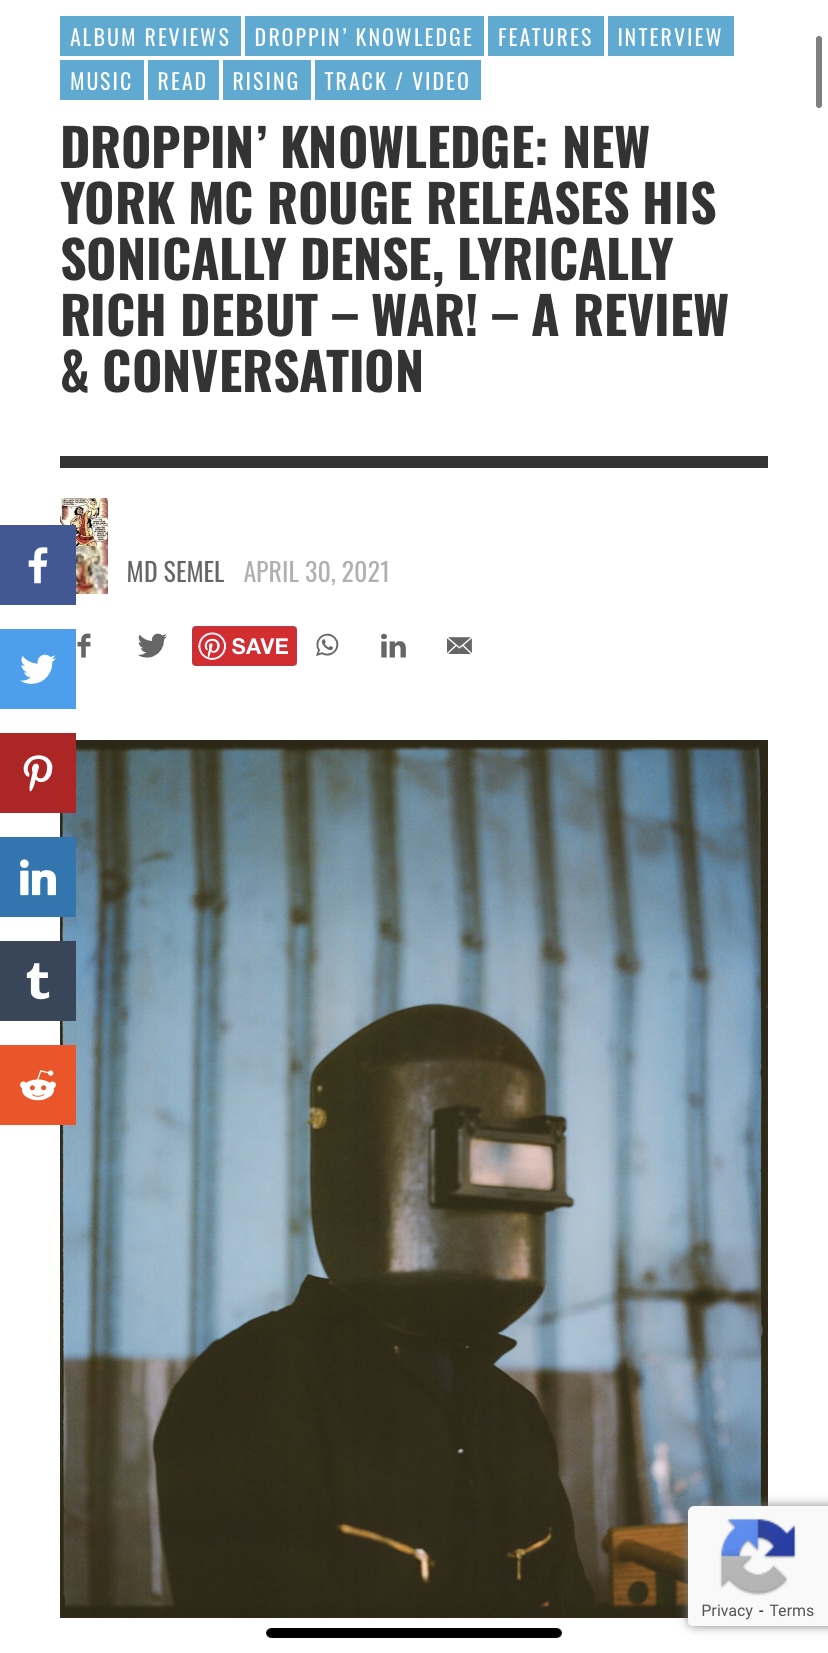 ALBUM REVIEWS DROPPIN’ KNOWLEDGE FEATURES INTERVIEW
MUSIC READ RISING TRACK / VIDEO
DROPPIN’ KNOWLEDGE: NEW
YORK MC ROUGE RELEASES HIS
SONICALLY DENSE, LYRICALLY
RICH DEBUT – WAR! – A REVIEW
& CONVERSATION
MD SEMEL APRIL 30, 2021
SAVE
Privacy - Terms